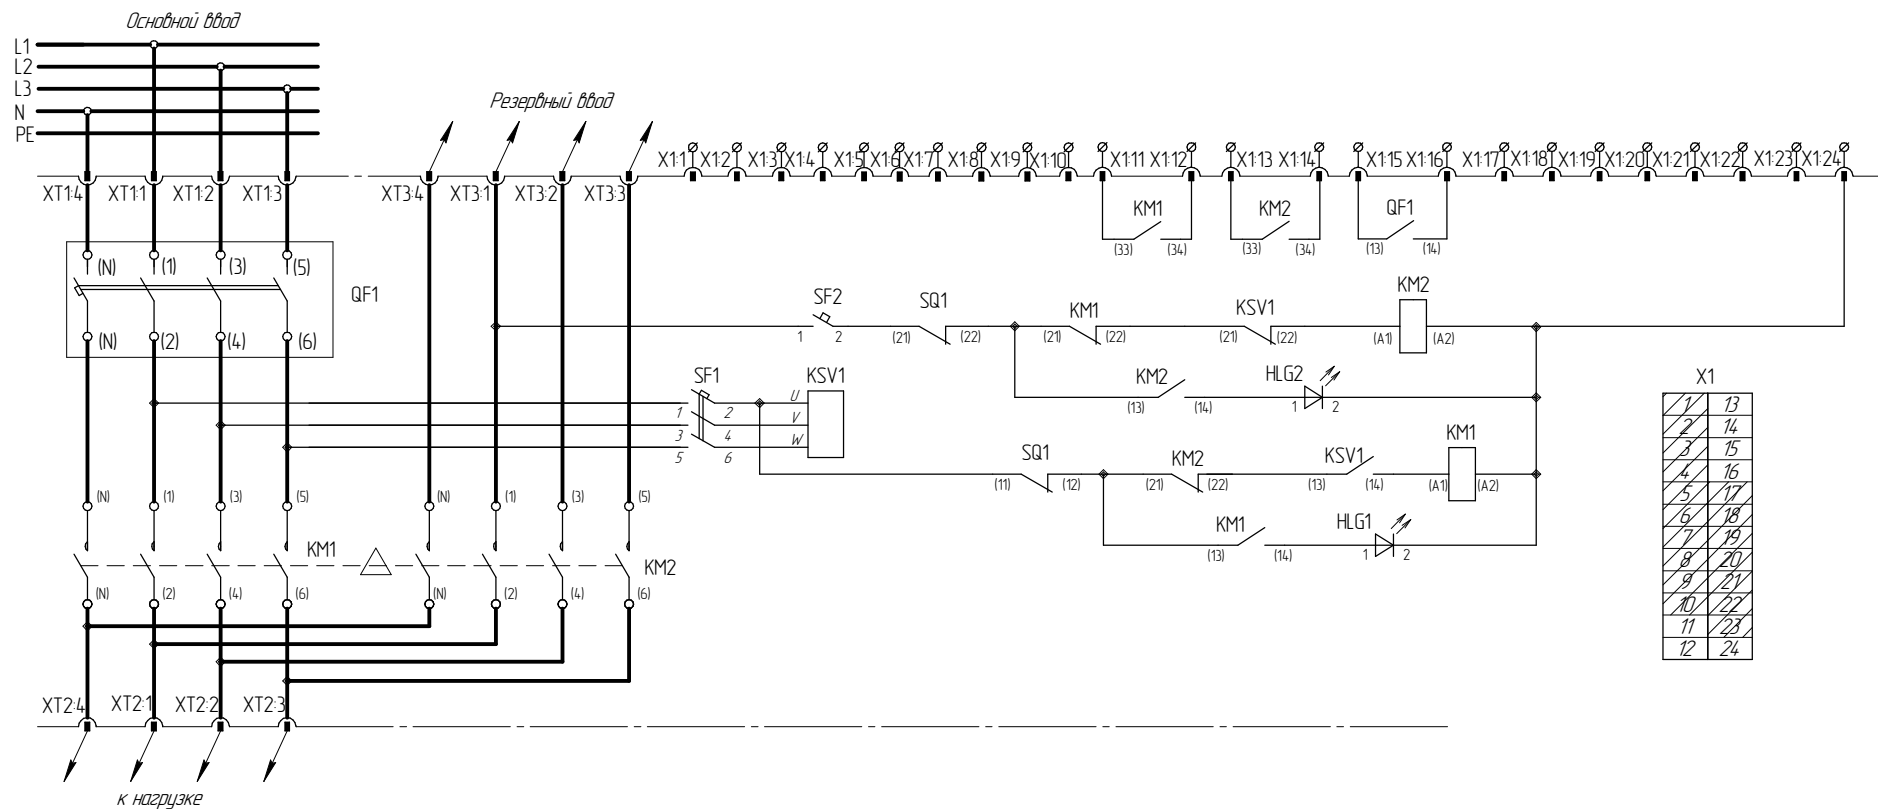 Основной ввод
L1
L2
L3
N
PE
Резервный ввод
X1:1 X1:2 X1:3 X1:4 X1:5 X1:6 X1:7 X1:8 X1:9 X1:10 X1:11 X1:12 X1:13 X1:14 X1:15 X1:16 X1:17 X1:18 X1:19 X1:20 X1:21 X1:22 X1:23 X1:24
XT1:4 XT1:1 XT1:2 XT1:3 XT3:4 XT3:1 XT3:2 XT3:3
KM1 KM2 QF1
(33) (34) (33) (34) (13) (14)
(N) (1) (3) (5)
QF1
(N) (2) (4) (6)
SF2 SQ1 KM1 KSV1 KM2
1 2 (21) (22) (21) (22) (21) (22) (A1) (A2)
SF1 KSV1
KM2 HLG2
(13) (14) 1 2
1 2 U
3 4 V
5 6 W
SQ1 KM2 KSV1 KM1
(11) (12) (21) (22) (13) (14) (A1) (A2)
KM1 HLG1
(13) (14) 1 2
(N) (1) (3) (5) (N) (1) (3) (5)
KM1 KM2
(N) (2) (4) (6) (N) (2) (4) (6)
XT2:4 XT2:1 XT2:2 XT2:3
к нагрузке
X1
1 13
2 14
3 15
4 16
5 17
6 18
7 19
8 20
9 21
10 22
11 23
12 24